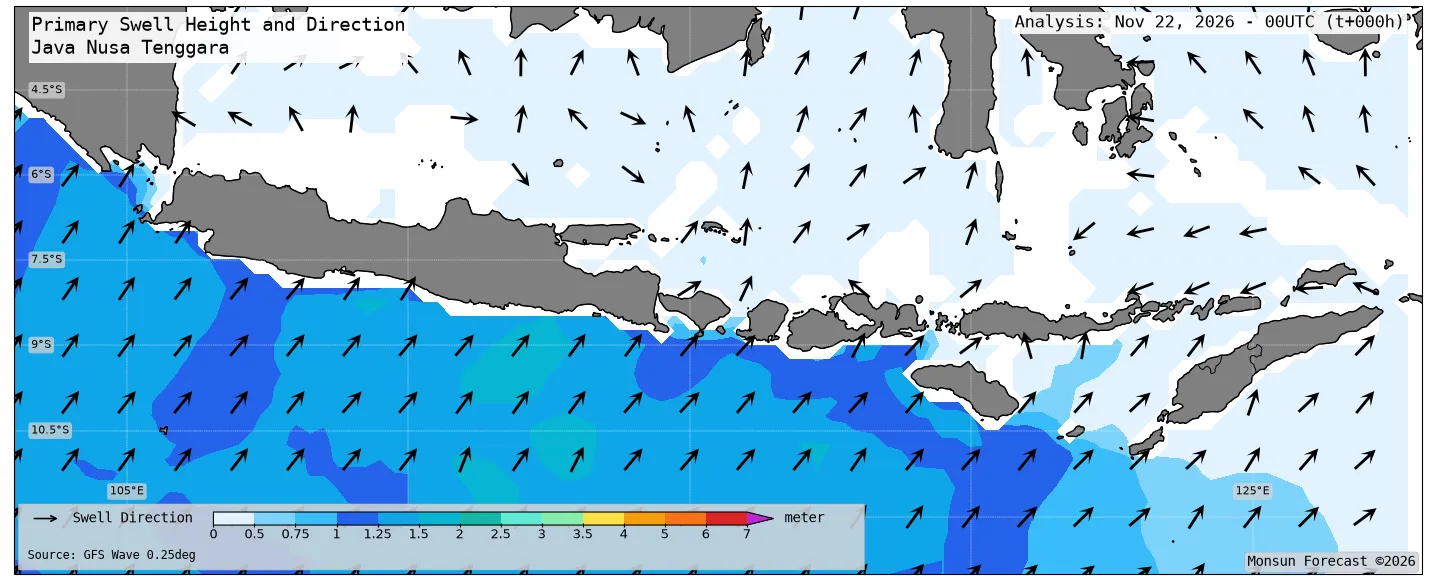 Primary Swell Height and Direction
Java Nusa Tenggara
Analysis: Nov 22, 2026 - 00UTC (t+000h)
4.5°S
6°S
7.5°S
9°S
10.5°S
105°E
125°E
Swell Direction
meter
0 0.5 0.75 1 1.25 1.5 2 2.5 3 3.5 4 5 6 7
Source: GFS Wave 0.25deg
Monsun Forecast ©2026